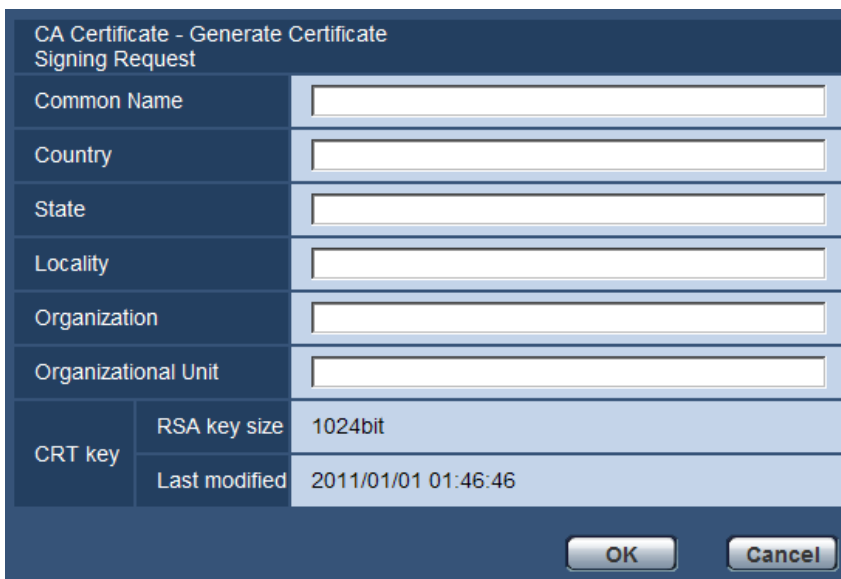 CA Certificate - Generate Certificate
Signing Request
Common Name
Country
State
Locality
Organization
Organizational Unit
CRT key
RSA key size 1024bit
Last modified 2011/01/01 01:46:46
OK Cancel